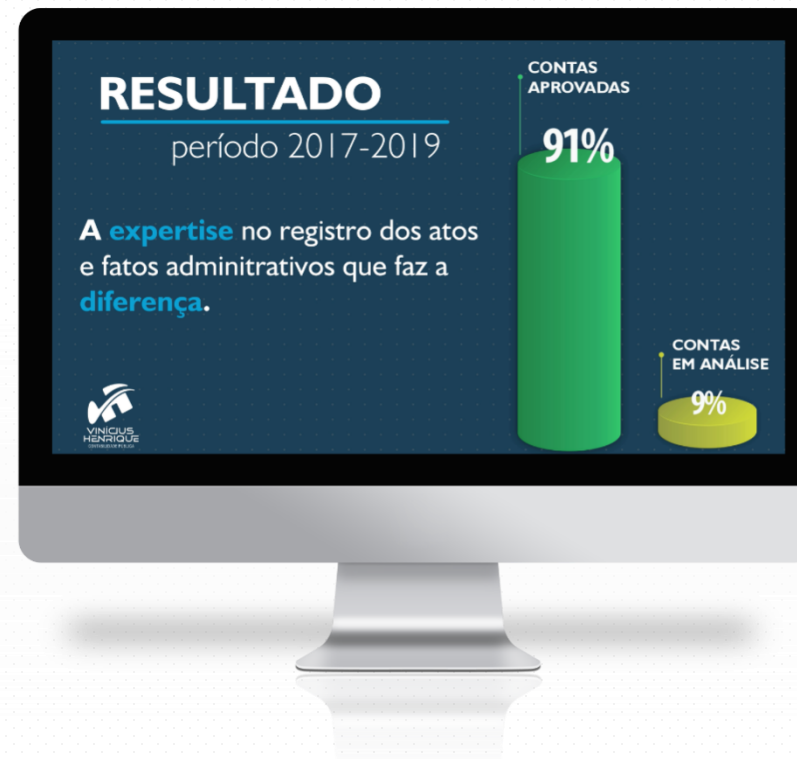 RESULTADO
período 2017-2019
A expertise no registro dos atos
e fatos adminitrativos que faz a
diferença.
CONTAS
APROVADAS
91%
CONTAS
EM ANÁLISE
9%
VINÍCIUS
HENRIQUE